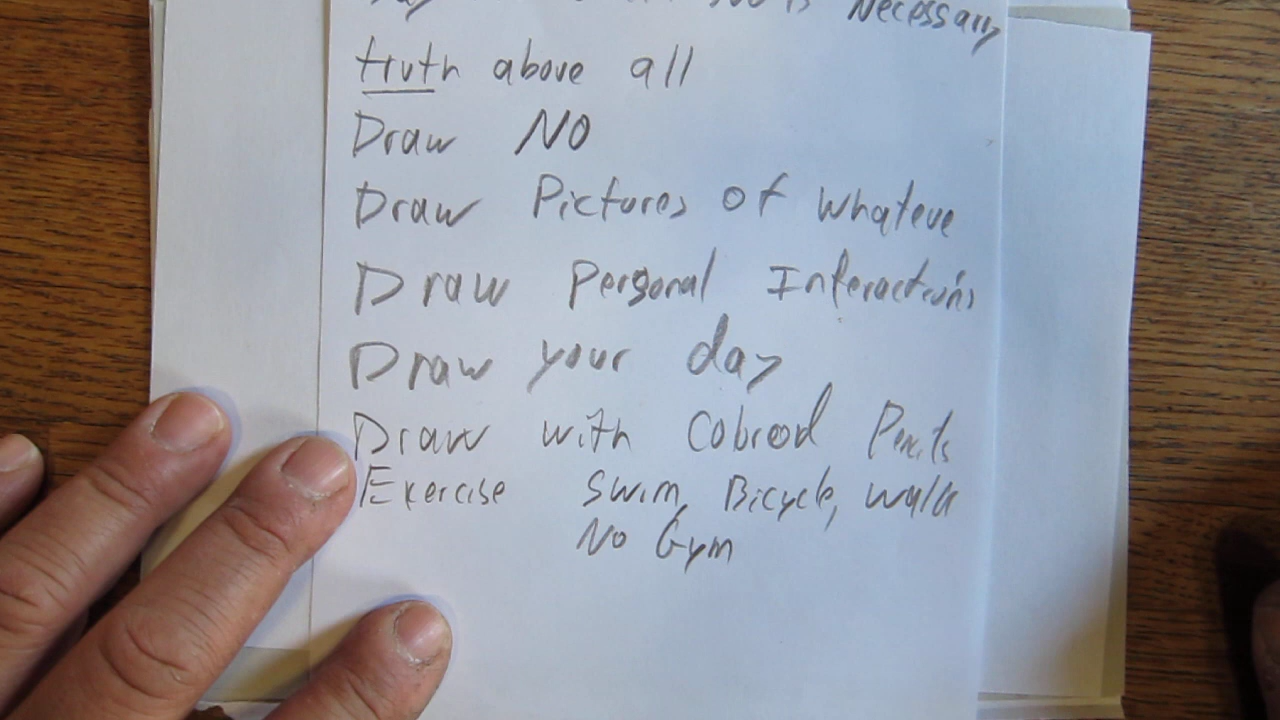 is Necessary
truth above all
Draw NO
Draw Pictures of whateve
Draw Personal Interactions
Draw your day
Draw with Colored Pencils
Exercise Swim, Bicycle, walk
No Gym